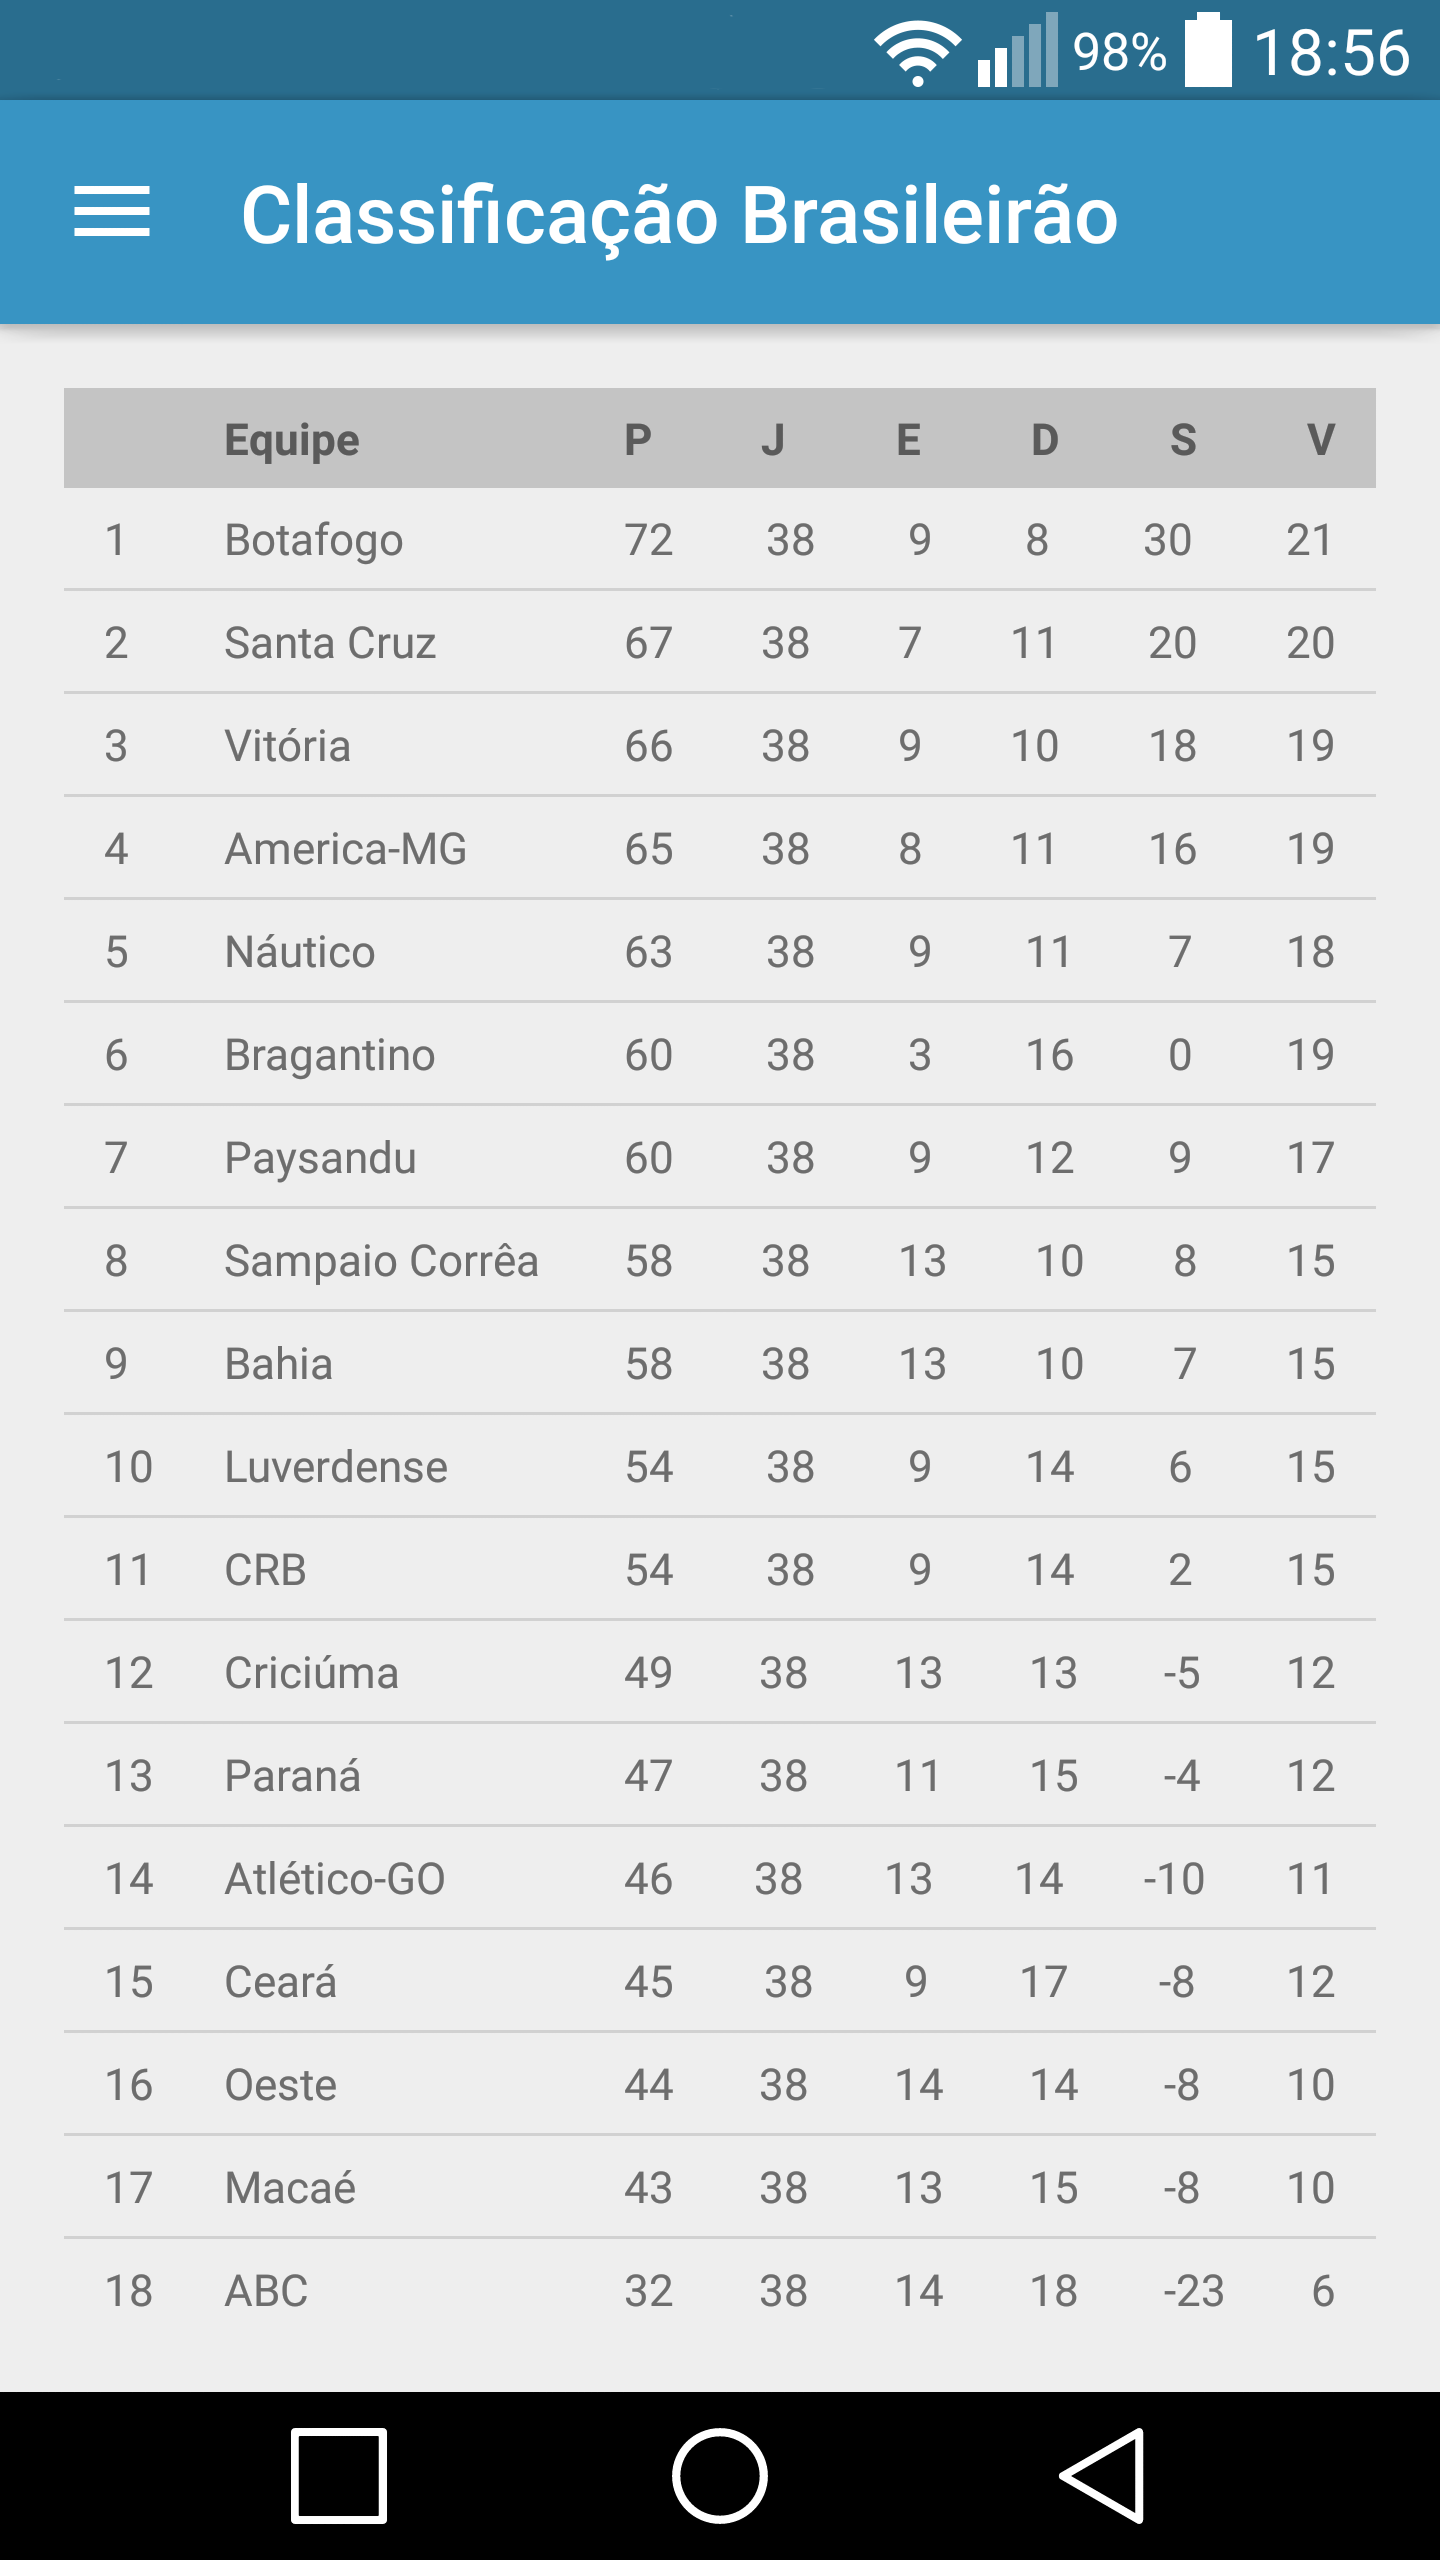 98% 18:56
Classificação Brasileirão
Equipe P J E D S V
1 Botafogo 72 38 9 8 30 21
2 Santa Cruz 67 38 7 11 20 20
3 Vitória 66 38 9 10 18 19
4 America-MG 65 38 8 11 16 19
5 Náutico 63 38 9 11 7 18
6 Bragantino 60 38 3 16 0 19
7 Paysandu 60 38 9 12 9 17
8 Sampaio Corrêa 58 38 13 10 8 15
9 Bahia 58 38 13 10 7 15
10 Luverdense 54 38 9 14 6 15
11 CRB 54 38 9 14 2 15
12 Criciúma 49 38 13 13 -5 12
13 Paraná 47 38 11 15 -4 12
14 Atlético-GO 46 38 13 14 -10 11
15 Ceará 45 38 9 17 -8 12
16 Oeste 44 38 14 14 -8 10
17 Macaé 43 38 13 15 -8 10
18 ABC 32 38 14 18 -23 6